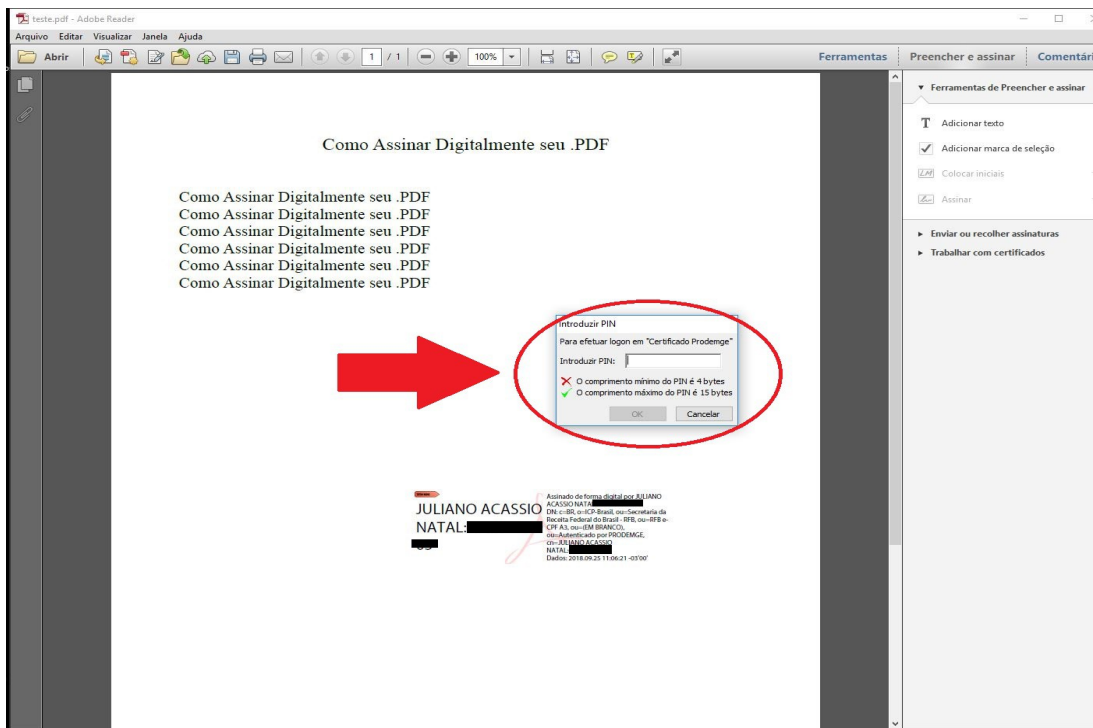 teste.pdf - Adobe Reader
Arquivo Editar Visualizar Janela Ajuda
Abrir 1 / 1 100% Ferramentas Preencher e assinar Comentári
Ferramentas de Preencher e assinar
T Adicionar texto
Adicionar marca de seleção
Colocar iniciais
Assinar
Enviar ou recolher assinaturas
Trabalhar com certificados
Como Assinar Digitalmente seu .PDF
Como Assinar Digitalmente seu .PDF
Como Assinar Digitalmente seu .PDF
Como Assinar Digitalmente seu .PDF
Como Assinar Digitalmente seu .PDF
Como Assinar Digitalmente seu .PDF
Como Assinar Digitalmente seu .PDF
Introduzir PIN
Para efetuar logon em "Certificado Prodemge"
Introduzir PIN:
O comprimento mínimo do PIN é 4 bytes
O comprimento máximo do PIN é 15 bytes
OK Cancelar
JULIANO ACASSIO
NATAL:
Assinado de forma digital por JULIANO
ACASSIO NATA
DN: c=BR, o=ICP-Brasil, ou=Secretaria da
Receita Federal do Brasil - RFB, ou=RFB e-
CPF A3, ou=(EM BRANCO),
ou=Autenticado por PRODEMGE,
cn=JULIANO ACASSIO
NATAL:
Dados: 2018.09.25 11:06:21 -03'00'